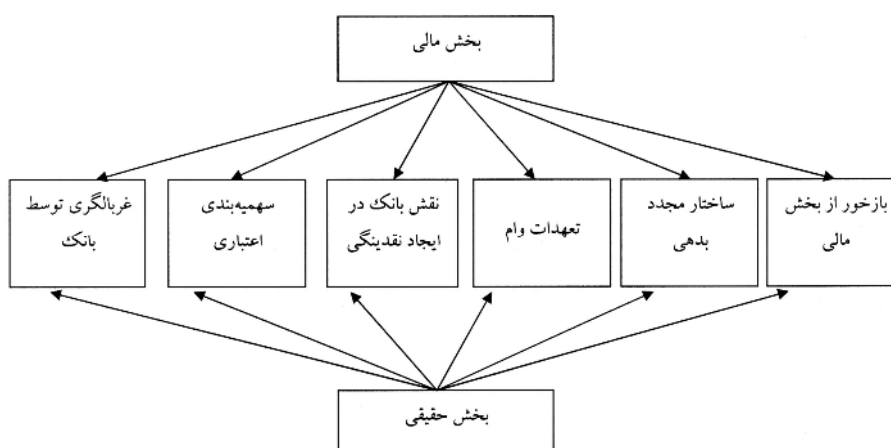 بخش مالی
بازخور از بخش
مالی
ساختار مجدد
بدهی
تعهدات وام
نقش بانک در
ایجاد نقدینگی
سهمیه‌بندی
اعتباری
غربالگری توسط
بانک
بخش حقیقی